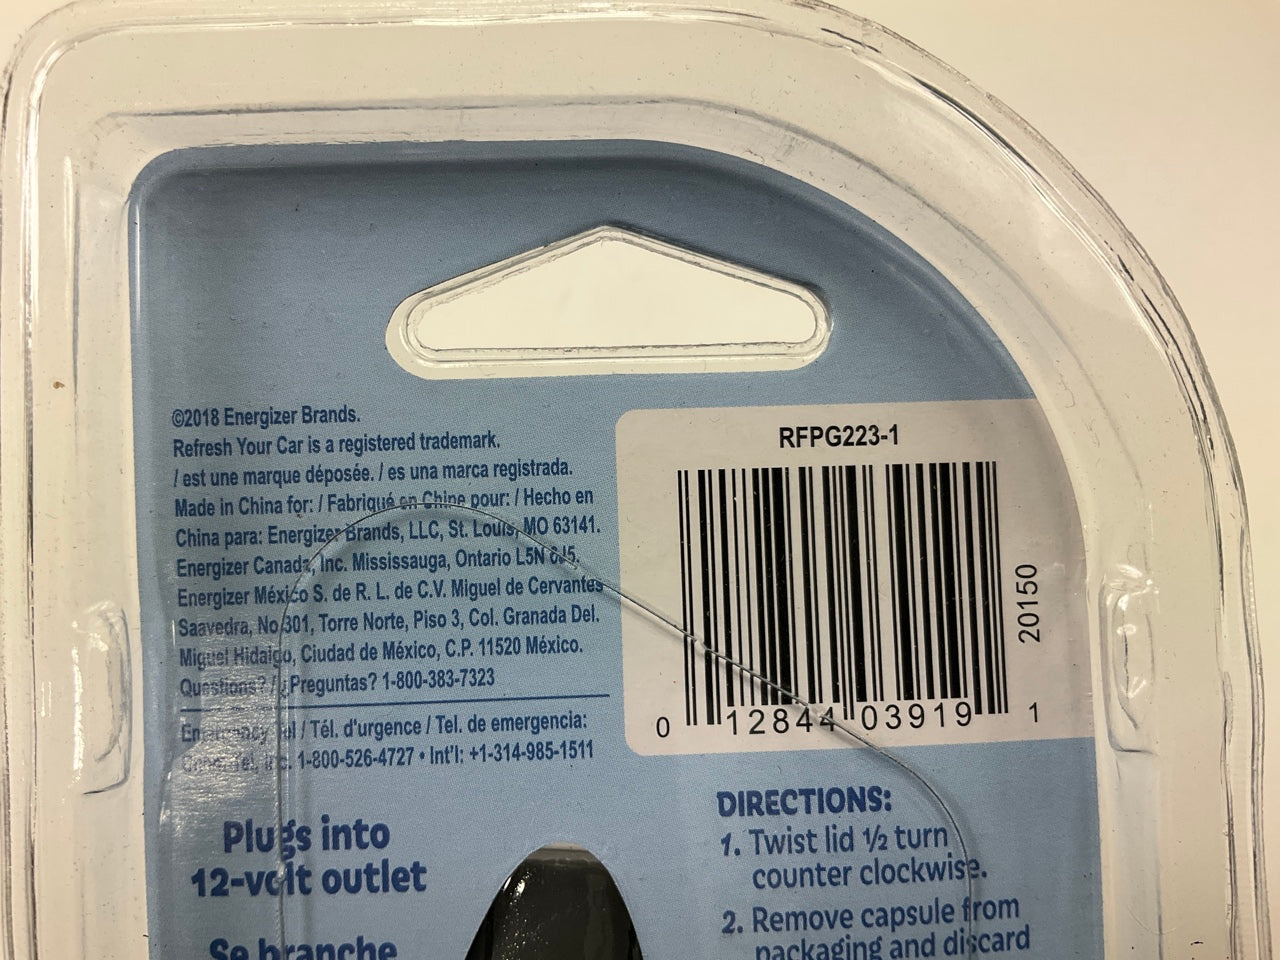 ©2018 Energizer Brands.
Refresh Your Car is a registered trademark.
/ est une marque déposée. / es una marca registrada.
Made in China for: / Fabriqué en Chine pour: / Hecho en
China para: Energizer Brands, LLC, St. Louis, MO 63141.
Energizer Canada, Inc. Mississauga, Ontario L5N 6J5.
Energizer México S. de R. L. de C.V. Miguel de Cervantes
Saavedra, No 301, Torre Norte, Piso 3, Col. Granada Del.
Miguel Hidalgo, Ciudad de México, C.P. 11520 México.
Questions? / ¿Preguntas? 1-800-383-7323
Emergency Tel / Tél. d'urgence / Tel. de emergencia:
ChemTel, Inc. 1-800-526-4727 • Int'l: +1-314-985-1511
Plugs into
12-volt outlet
Se branche
RFPG223-1
20150
0 12844 03919 1
DIRECTIONS:
1. Twist lid ½ turn
counter clockwise.
2. Remove capsule from
packaging and discard